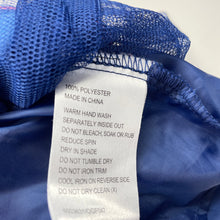 100% POLYESTER
MADE IN CHINA
WARM HAND WASH
SEPARATELY INSIDE OUT
DO NOT BLEACH, SOAK OR RUB
REDUCE SPIN
DRY IN SHADE
DO NOT TUMBLE DRY
DO NOT IRON TRIM
COOL IRON ON REVERSE SIDE
DO NOT DRY CLEAN (X)